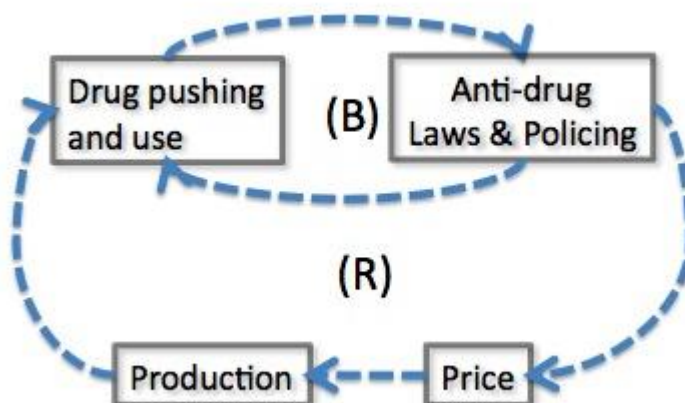 Drug pushing
and use
(B)
Anti-drug
Laws & Policing
(R)
Production
Price